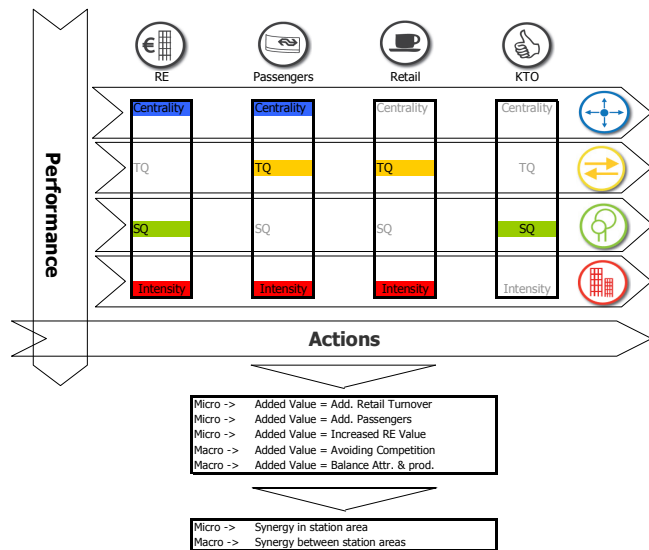 €
RE Passengers Retail KTO
Performance
Centrality Centrality Centrality Centrality
TQ TQ TQ TQ
SQ SQ SQ SQ
Intensity Intensity Intensity Intensity
Actions
Micro -> Added Value = Add. Retail Turnover
Micro -> Added Value = Add. Passengers
Micro -> Added Value = Increased RE Value
Macro -> Added Value = Avoiding Competition
Macro -> Added Value = Balance Attr. & prod.
Micro -> Synergy in station area
Macro -> Synergy between station areas